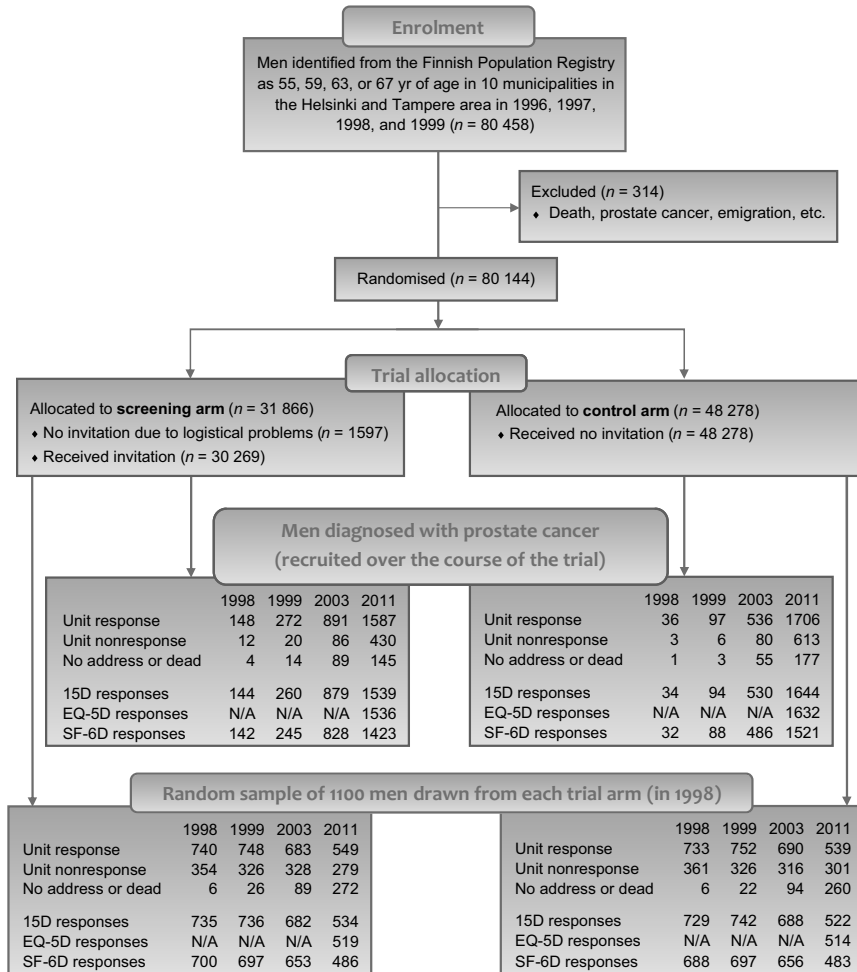 Enrolment
Men identified from the Finnish Population Registry
as 55, 59, 63, or 67 yr of age in 10 municipalities in
the Helsinki and Tampere area in 1996, 1997,
1998, and 1999 (n = 80 458)
Excluded (n = 314)
♦ Death, prostate cancer, emigration, etc.
Randomised (n = 80 144)
Trial allocation
Allocated to screening arm (n = 31 866)
♦ No invitation due to logistical problems (n = 1597)
♦ Received invitation (n = 30 269)
Allocated to control arm (n = 48 278)
♦ Received no invitation (n = 48 278)
Men diagnosed with prostate cancer
(recruited over the course of the trial)
1998 1999 2003 2011
Unit response 148 272 891 1587
Unit nonresponse 12 20 86 430
No address or dead 4 14 89 145
15D responses 144 260 879 1539
EQ-5D responses N/A N/A N/A 1536
SF-6D responses 142 245 828 1423
1998 1999 2003 2011
Unit response 36 97 536 1706
Unit nonresponse 3 6 80 613
No address or dead 1 3 55 177
15D responses 34 94 530 1644
EQ-5D responses N/A N/A N/A 1632
SF-6D responses 32 88 486 1521
Random sample of 1100 men drawn from each trial arm (in 1998)
1998 1999 2003 2011
Unit response 740 748 683 549
Unit nonresponse 354 326 328 279
No address or dead 6 26 89 272
15D responses 735 736 682 534
EQ-5D responses N/A N/A N/A 519
SF-6D responses 700 697 653 486
1998 1999 2003 2011
Unit response 733 752 690 539
Unit nonresponse 361 326 316 301
No address or dead 6 22 94 260
15D responses 729 742 688 522
EQ-5D responses N/A N/A N/A 514
SF-6D responses 688 697 656 483